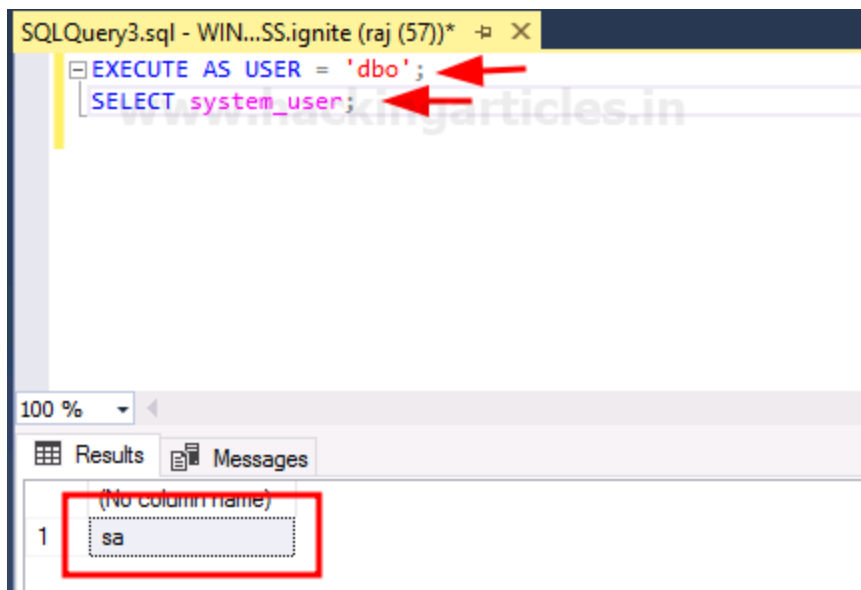 SQLQuery3.sql - WIN...SS.ignite (raj (57))*
EXECUTE AS USER = 'dbo';
SELECT system_user;
www.hackingarticles.in
100 %
Results Messages
(No column name)
1 sa